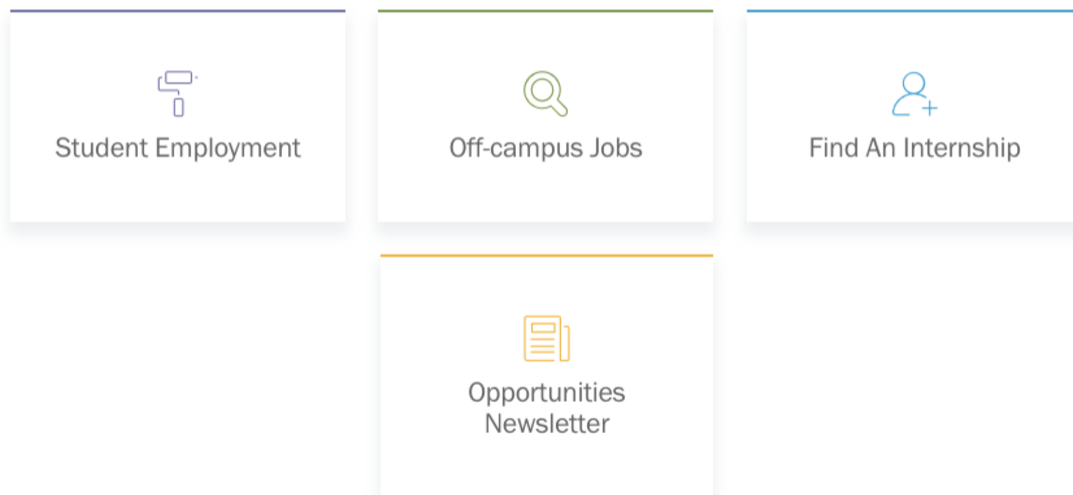 Student Employment
Off-campus Jobs
Find An Internship
Opportunities
Newsletter